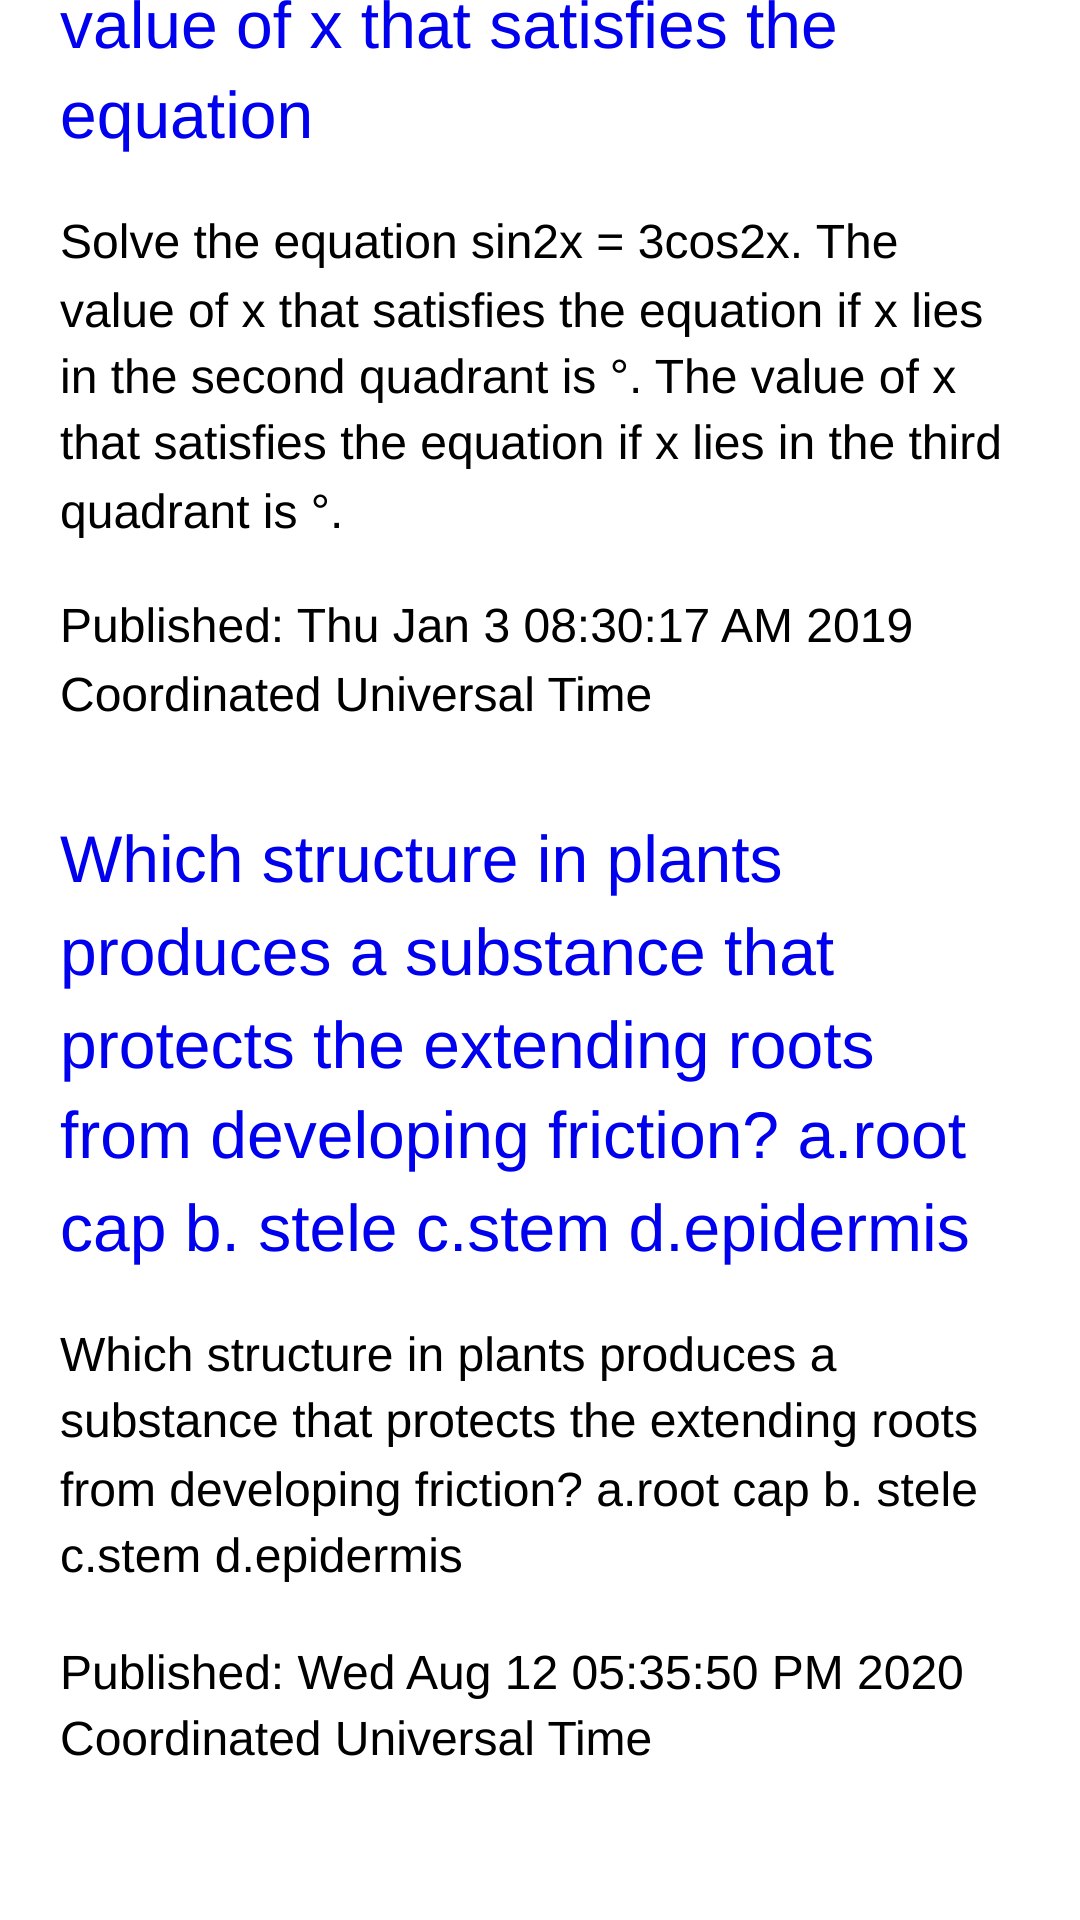 value of x that satisfies the
equation
Solve the equation sin2x = 3cos2x. The
value of x that satisfies the equation if x lies
in the second quadrant is °. The value of x
that satisfies the equation if x lies in the third
quadrant is °.
Published: Thu Jan 3 08:30:17 AM 2019
Coordinated Universal Time
Which structure in plants
produces a substance that
protects the extending roots
from developing friction? a.root
cap b. stele c.stem d.epidermis
Which structure in plants produces a
substance that protects the extending roots
from developing friction? a.root cap b. stele
c.stem d.epidermis
Published: Wed Aug 12 05:35:50 PM 2020
Coordinated Universal Time